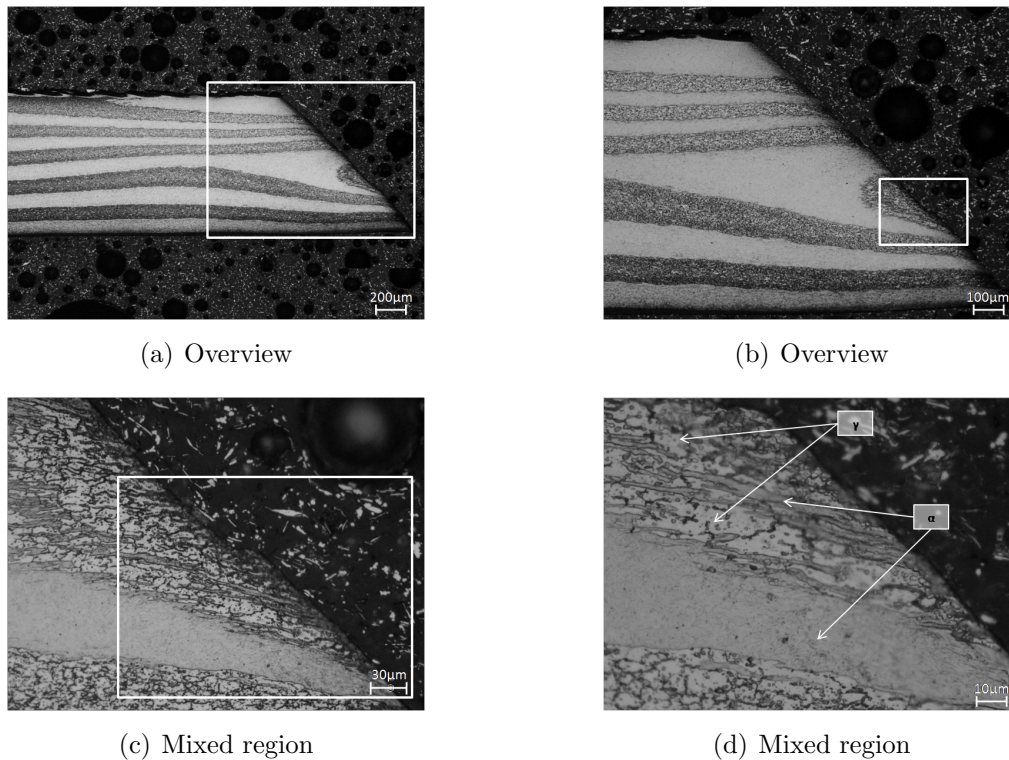 200μm
100μm
(a) Overview
(b) Overview
30μm
γ
α
10μm
(c) Mixed region
(d) Mixed region